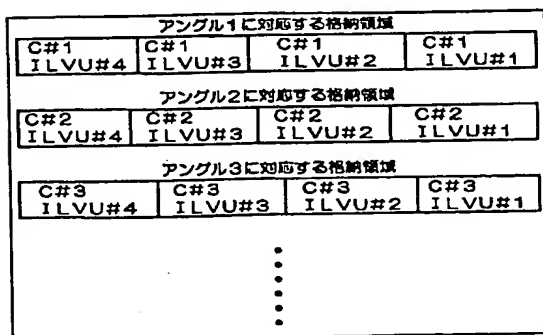 アングル1に対応する格納領域
C#1 C#1 C#1 C#1
ILVU#4 ILVU#3 ILVU#2 ILVU#1
アングル2に対応する格納領域
C#2 C#2 C#2 C#2
ILVU#4 ILVU#3 ILVU#2 ILVU#1
アングル3に対応する格納領域
C#3 C#3 C#3 C#3
ILVU#4 ILVU#3 ILVU#2 ILVU#1